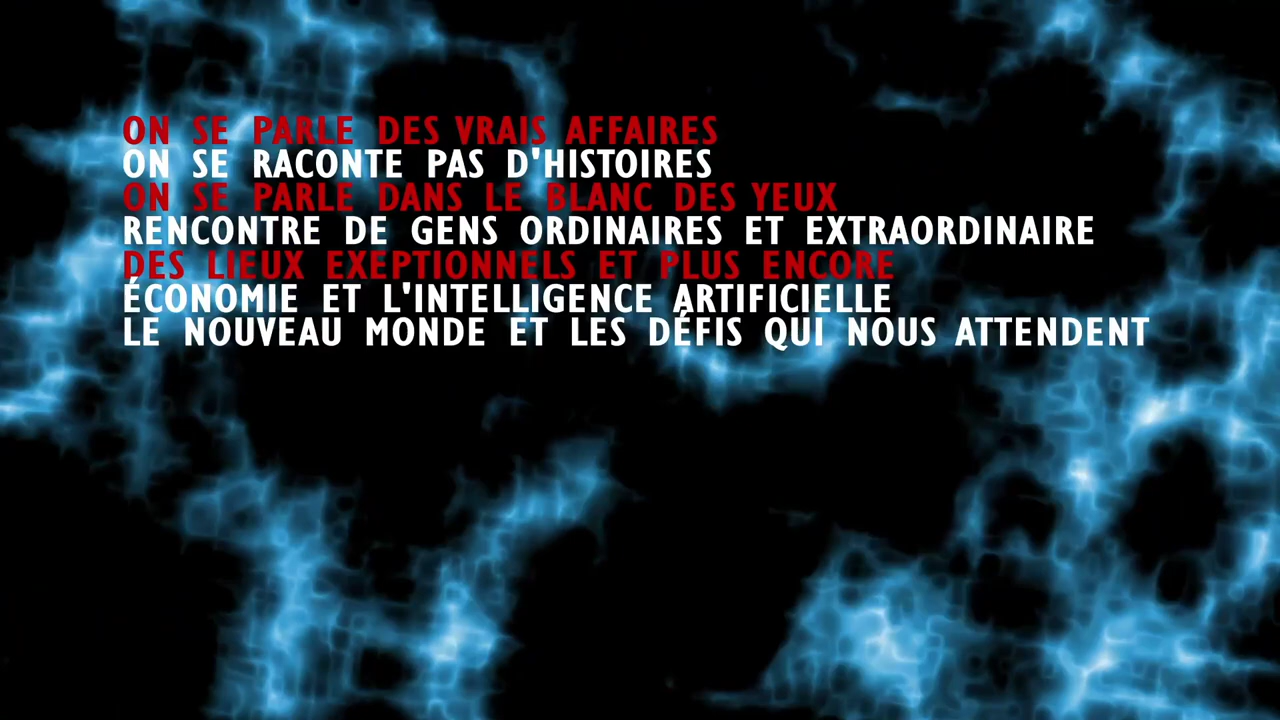 ON SE PARLE DES VRAIS AFFAIRES
ON SE RACONTE PAS D'HISTOIRES
ON SE PARLE DANS LE BLANC DES YEUX
RENCONTRE DE GENS ORDINAIRES ET EXTRAORDINAIRE
DES LIEUX EXEPTIONNELS ET PLUS ENCORE
ÉCONOMIE ET L'INTELLIGENCE ARTIFICIELLE
LE NOUVEAU MONDE ET LES DÉFIS QUI NOUS ATTENDENT